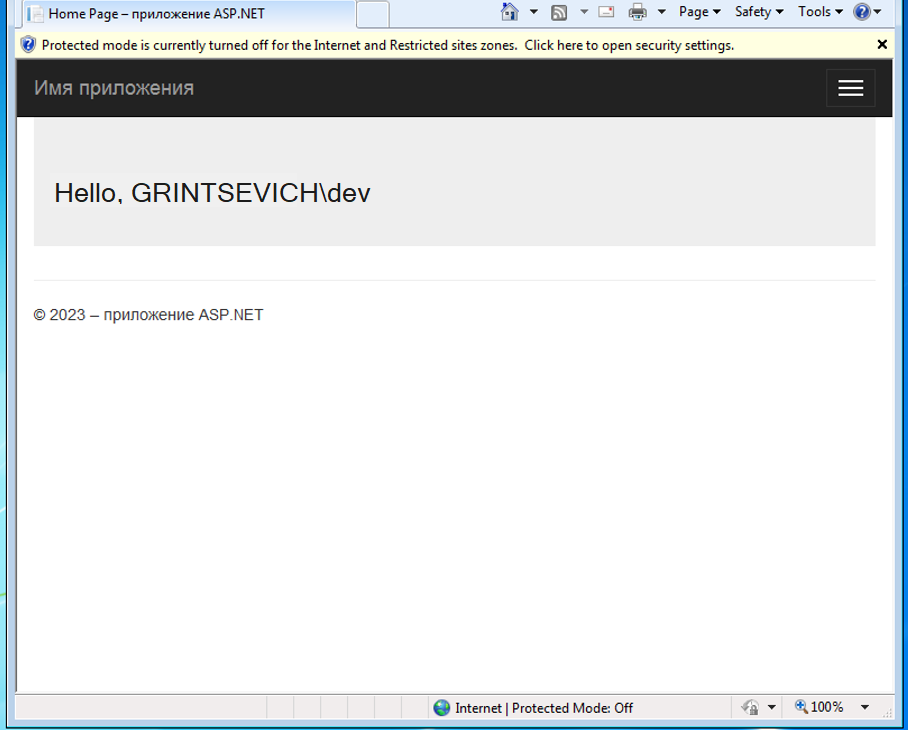 Home Page – приложение ASP.NET
Page Safety Tools
Protected mode is currently turned off for the Internet and Restricted sites zones.  Click here to open security settings.
Имя приложения
Hello, GRINTSEVICH\dev
© 2023 – приложение ASP.NET
Internet | Protected Mode: Off 100%